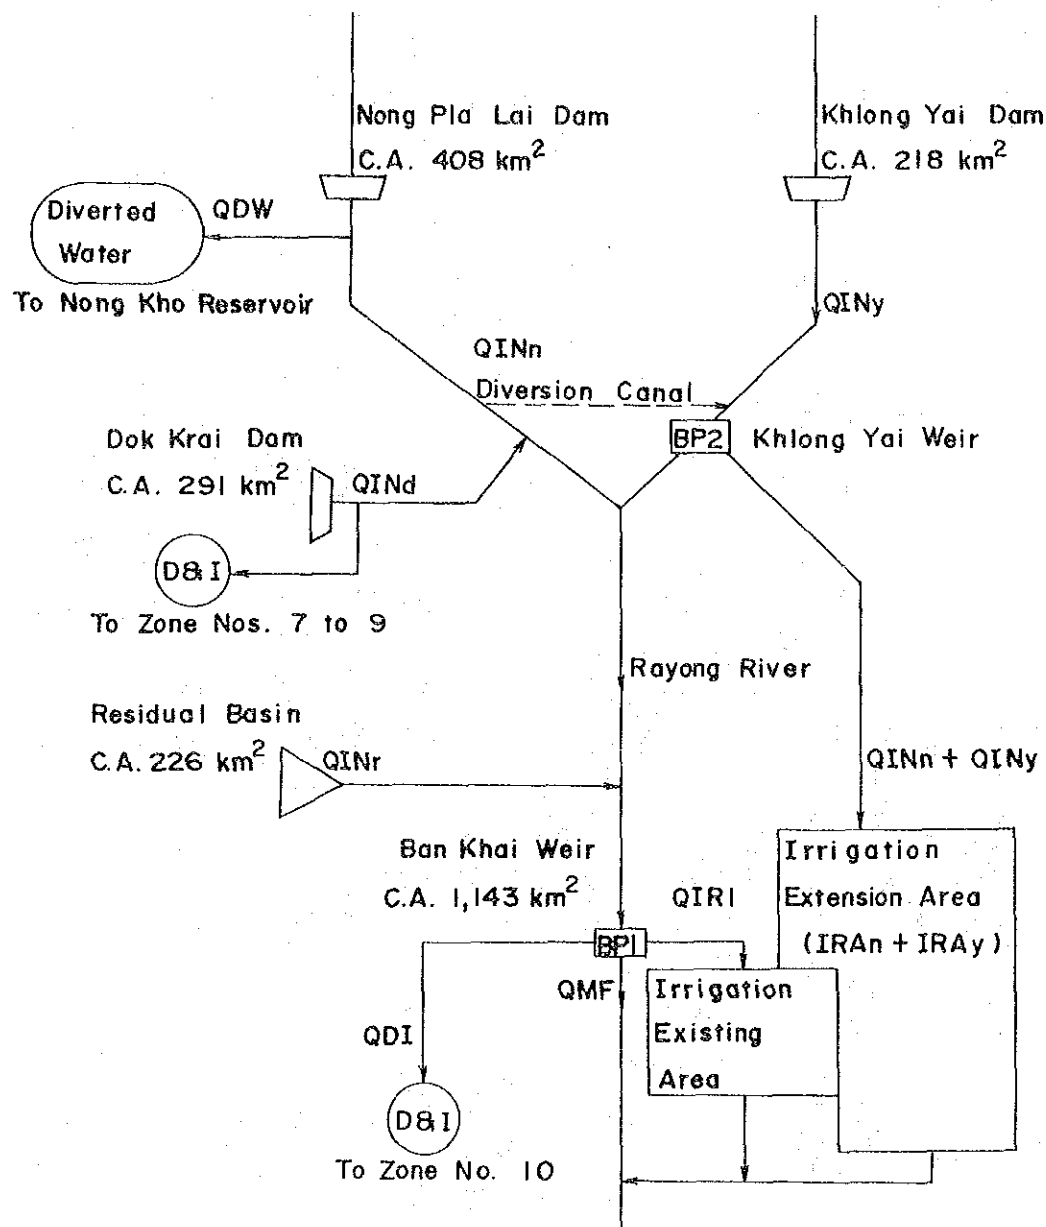 Nong Pla Lai Dam
C.A. 408 km²
Khlong Yai Dam
C.A. 218 km²
Diverted
Water
QDW
To Nong Kho Reservoir
QINy
QINn
Diversion Canal
BP2
Khlong Yai Weir
Dok Krai Dam
C.A. 291 km²
QINd
D&I
To Zone Nos. 7 to 9
Rayong River
Residual Basin
C.A. 226 km²
QINr
QINn + QINy
Ban Khai Weir
C.A. 1,143 km²
QIRI
Irrigation
Extension Area
(IRAn + IRAy)
BP1
QMF
Irrigation
Existing
Area
QDI
D&I
To Zone No. 10